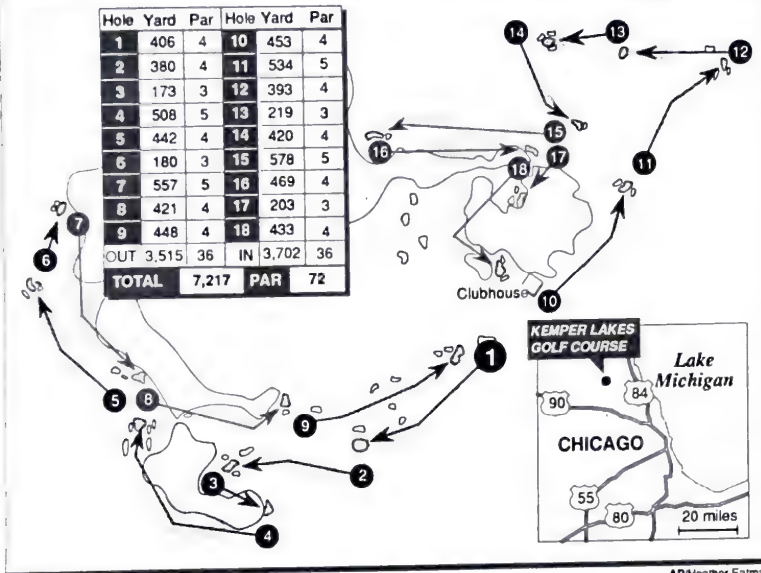 Hole Yard Par Hole Yard Par
1 406 4 10 453 4
2 380 4 11 534 5
3 173 3 12 393 4
4 508 5 13 219 3
5 442 4 14 420 4
6 180 3 15 578 5
7 557 5 16 469 4
8 421 4 17 203 3
9 448 4 18 433 4
OUT 3,515 36 IN 3,702 36
TOTAL 7,217 PAR 72
14
13
12
15
16
18
17
11
7
6
10
Clubhouse
1
5
8
9
2
3
4
KEMPER LAKES
GOLF COURSE
Lake
Michigan
84
90
CHICAGO
55
80
20 miles
AP/Heather